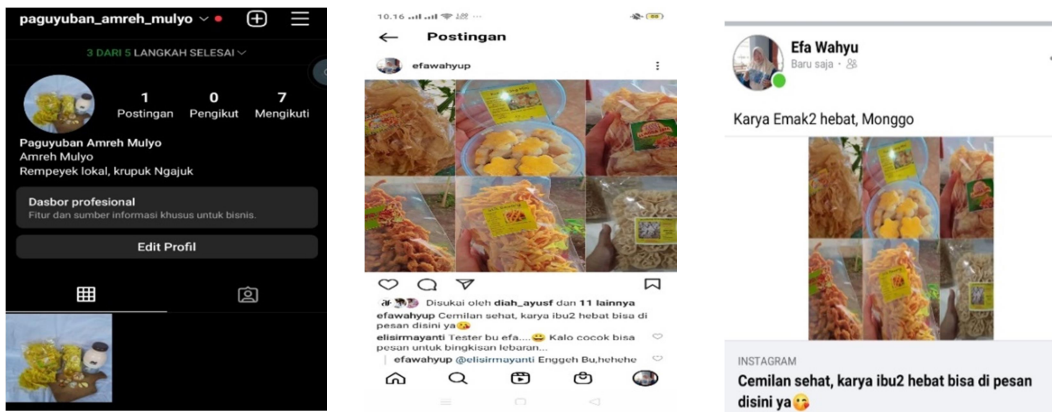 paguyuban_amreh_mulyo
3 DARI 5 LANGKAH SELESAI
1 0 7
Postingan Pengikut Mengikuti
Paguyuban Amreh Mulyo
Amreh Mulyo
Rempeyek lokal, krupuk Ngajuk
Dasbor profesional
Fitur dan sumber informasi khusus untuk bisnis.
Edit Profil
10.16
Postingan
efawahyup
Disukai oleh diah_ayusf dan 11 lainnya
efawahyup Cemilan sehat, karya ibu2 hebat bisa di
pesan disini ya😘
elisirmayanti Tester bu efa....😄 Kalo cocok bisa
pesan untuk bingkisan lebaran...
efawahyup @elisirmayanti Enggeh Bu,hehehe
Efa Wahyu
Baru saja
Karya Emak2 hebat, Monggo
INSTAGRAM
Cemilan sehat, karya ibu2 hebat bisa di pesan
disini ya😘